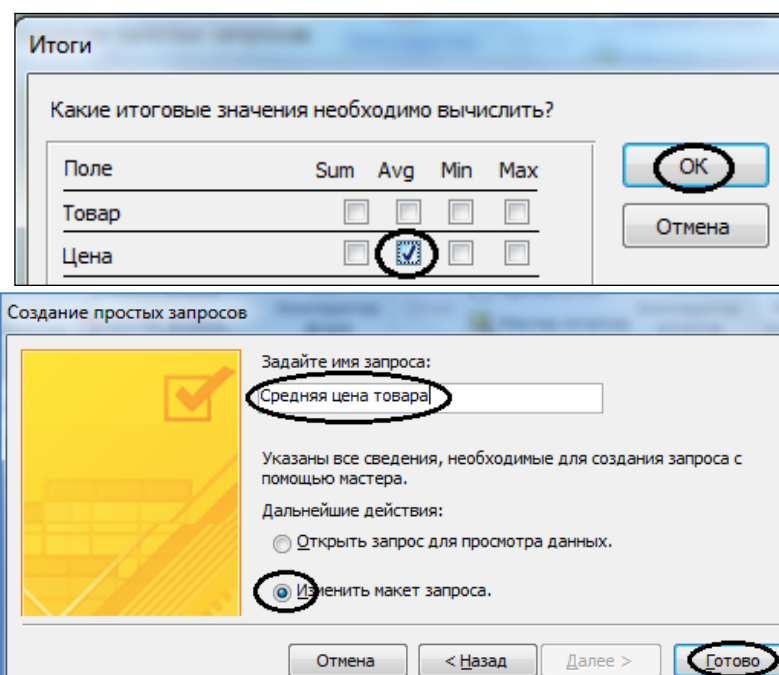 Итоги
Какие итоговые значения необходимо вычислить?
Поле Sum Avg Min Max
OK
Товар
Отмена
Цена
Создание простых запросов
Задайте имя запроса:
Средняя цена товара
Указаны все сведения, необходимые для создания запроса с
помощью мастера.
Дальнейшие действия:
Открыть запрос для просмотра данных.
Изменить макет запроса.
Отмена < Назад Далее > Готово